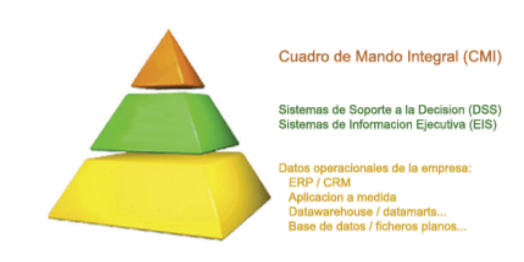 Cuadro de Mando Integral (CMI)
Sistemas de Soporte a la Decision (DSS)
Sistemas de Informacion Ejecutiva (EIS)
Datos operacionales de la empresa:
ERP / CRM
Aplicacion a medida
Datawarehouse / datamarts...
Base de datos / ficheros planos...